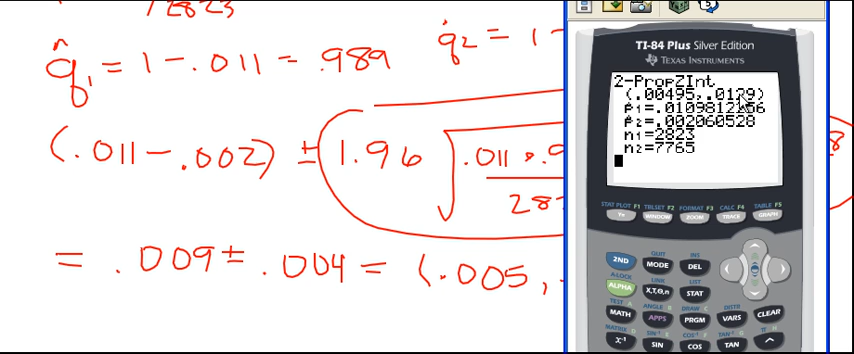 2823
q̂₁ = 1 - .011 = .989
q̂2 = 1 -
(.011 - .002) ± 1.96 √ .011 · .9
28
8
= .009 ± .004 = (.005,
TI-84 Plus Silver Edition
TEXAS INSTRUMENTS
2-PropZInt
(.00495,.0129)
p̂1=.0109812256
p̂2=.002060528
n1=2823
n2=7765
STAT PLOT F1 TBLSET F2 FORMAT F3 CALC F4 TABLE F5
Y= WINDOW ZOOM TRACE GRAPH
QUIT INS
2ND MODE DEL
A-LOCK LINK LIST
ALPHA X,T,Θ,n STAT
TEST A ANGLE B DRAW C DISTR
MATH APPS PRGM VARS CLEAR
MATRIX D SIN⁻¹ E COS⁻¹ F TAN⁻¹ G π H
x⁻¹ SIN COS TAN ^